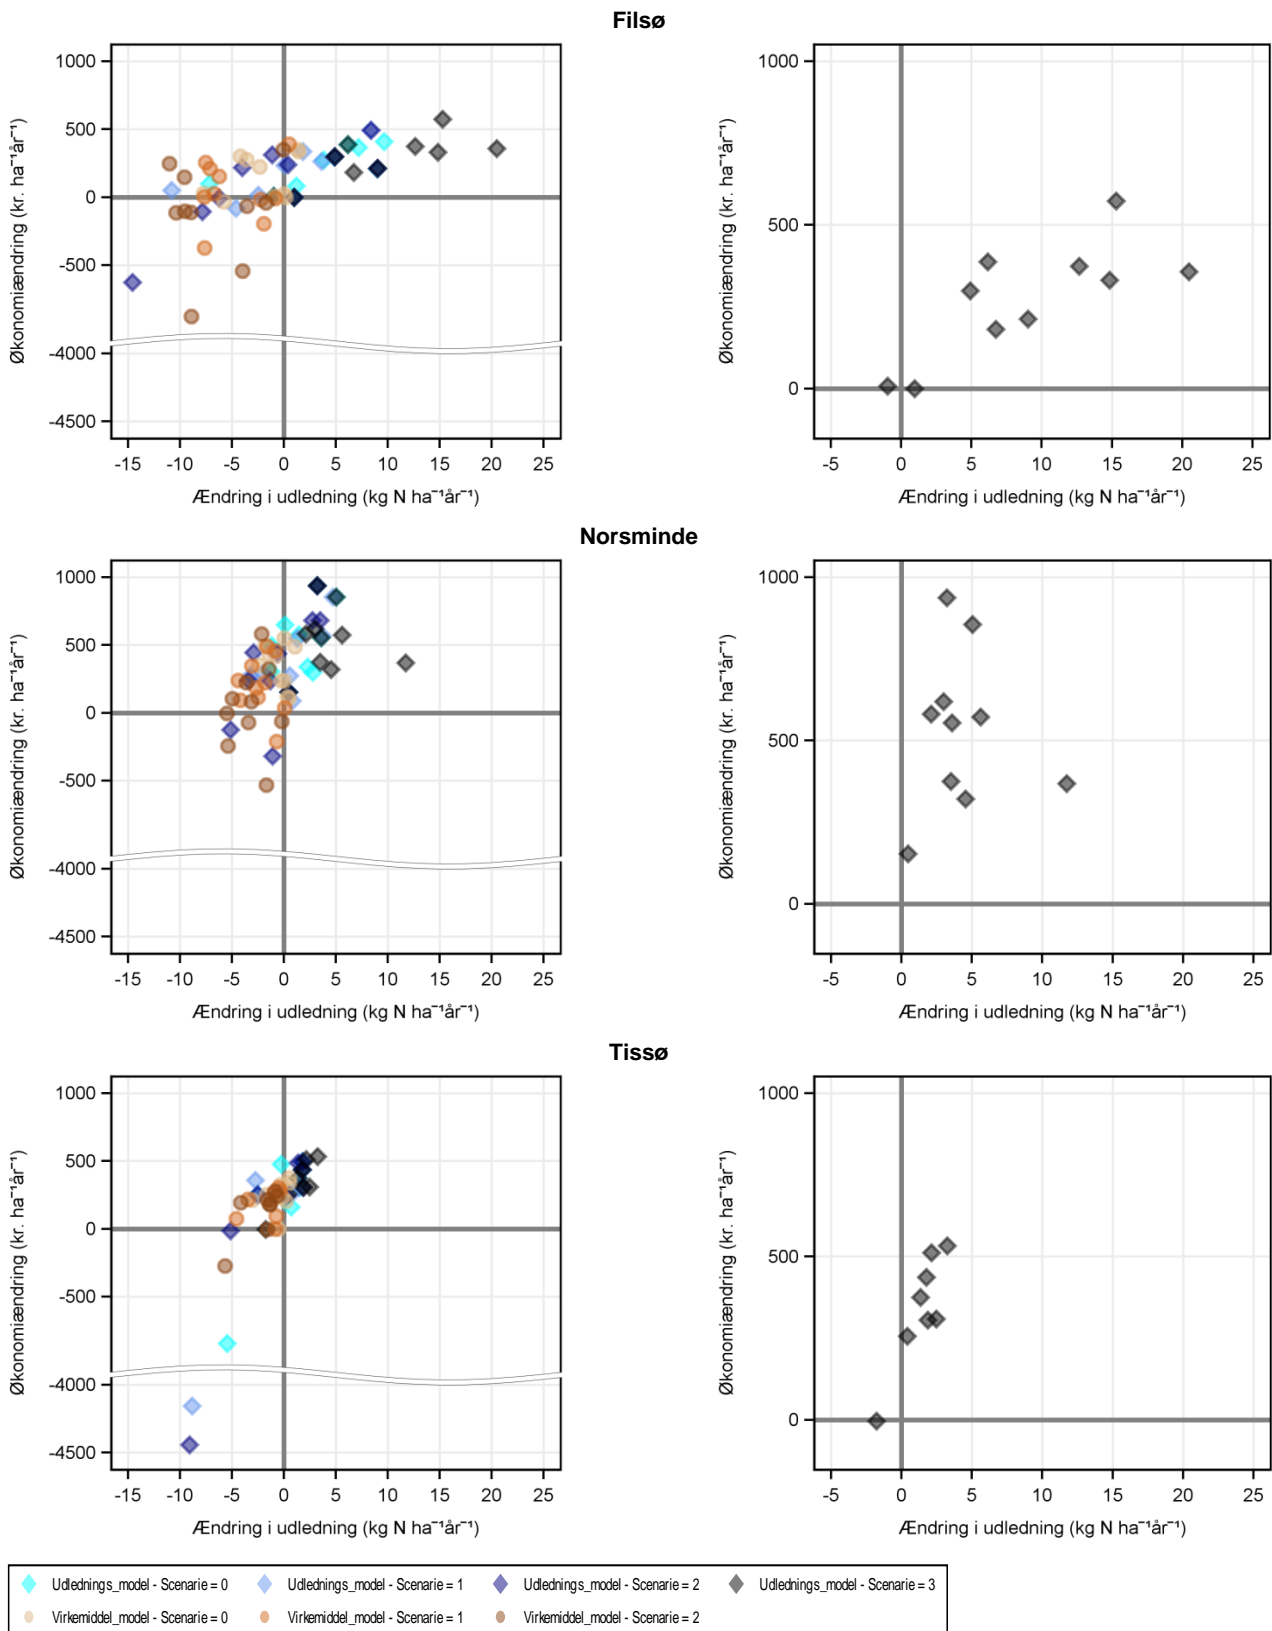 Filsø
1000
500
0
-500
-4000
-4500
Økonomiændring (kr. ha⁻¹år⁻¹)
-15 -10 -5 0 5 10 15 20 25
Ændring i udledning (kg N ha⁻¹år⁻¹)
1000
500
0
Økonomiændring (kr. ha⁻¹år⁻¹)
-5 0 5 10 15 20 25
Ændring i udledning (kg N ha⁻¹år⁻¹)
Norsminde
1000
500
0
-500
-4000
-4500
Økonomiændring (kr. ha⁻¹år⁻¹)
-15 -10 -5 0 5 10 15 20 25
Ændring i udledning (kg N ha⁻¹år⁻¹)
1000
500
0
Økonomiændring (kr. ha⁻¹år⁻¹)
-5 0 5 10 15 20 25
Ændring i udledning (kg N ha⁻¹år⁻¹)
Tissø
1000
500
0
-500
-4000
-4500
Økonomiændring (kr. ha⁻¹år⁻¹)
-15 -10 -5 0 5 10 15 20 25
Ændring i udledning (kg N ha⁻¹år⁻¹)
1000
500
0
Økonomiændring (kr. ha⁻¹år⁻¹)
-5 0 5 10 15 20 25
Ændring i udledning (kg N ha⁻¹år⁻¹)
Udlednings_model - Scenarie = 0 Udlednings_model - Scenarie = 1 Udlednings_model - Scenarie = 2 Udlednings_model - Scenarie = 3
Virkemiddel_model - Scenarie = 0 Virkemiddel_model - Scenarie = 1 Virkemiddel_model - Scenarie = 2